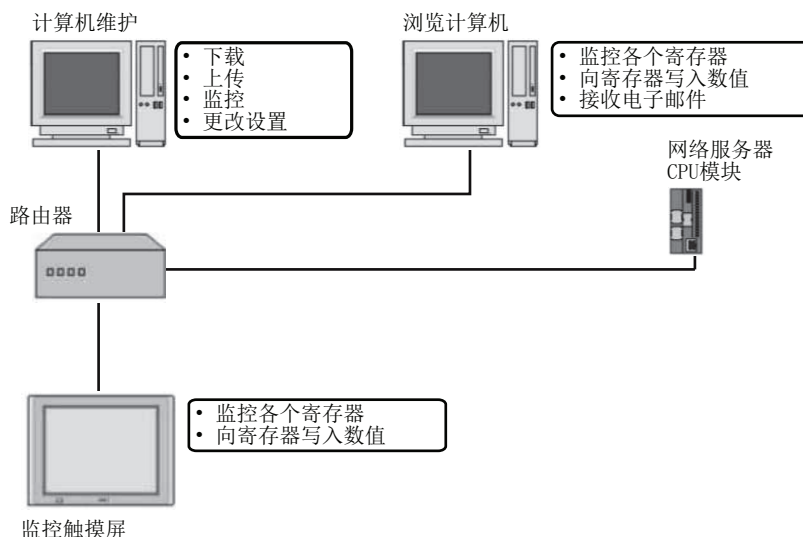 计算机维护
• 下载
• 上传
• 监控
• 更改设置
浏览计算机
• 监控各个寄存器
• 向寄存器写入数值
• 接收电子邮件
网络服务器
CPU模块
路由器
• 监控各个寄存器
• 向寄存器写入数值
监控触摸屏